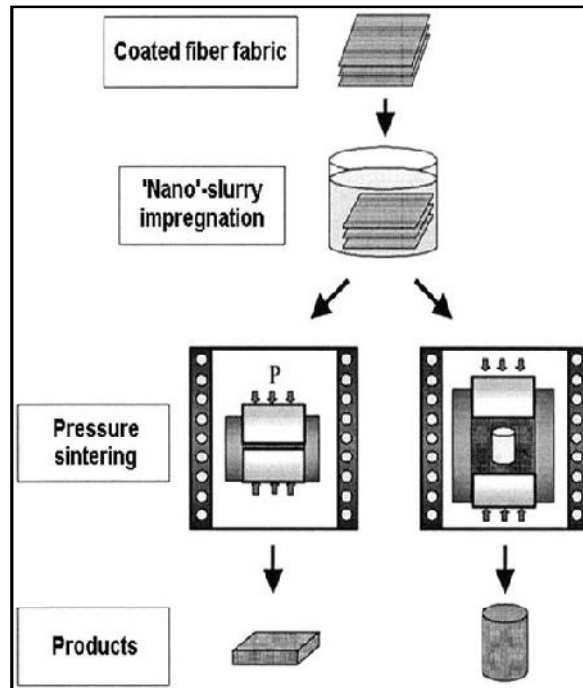 Coated fiber fabric
'Nano'-slurry
impregnation
P
Pressure
sintering
Products